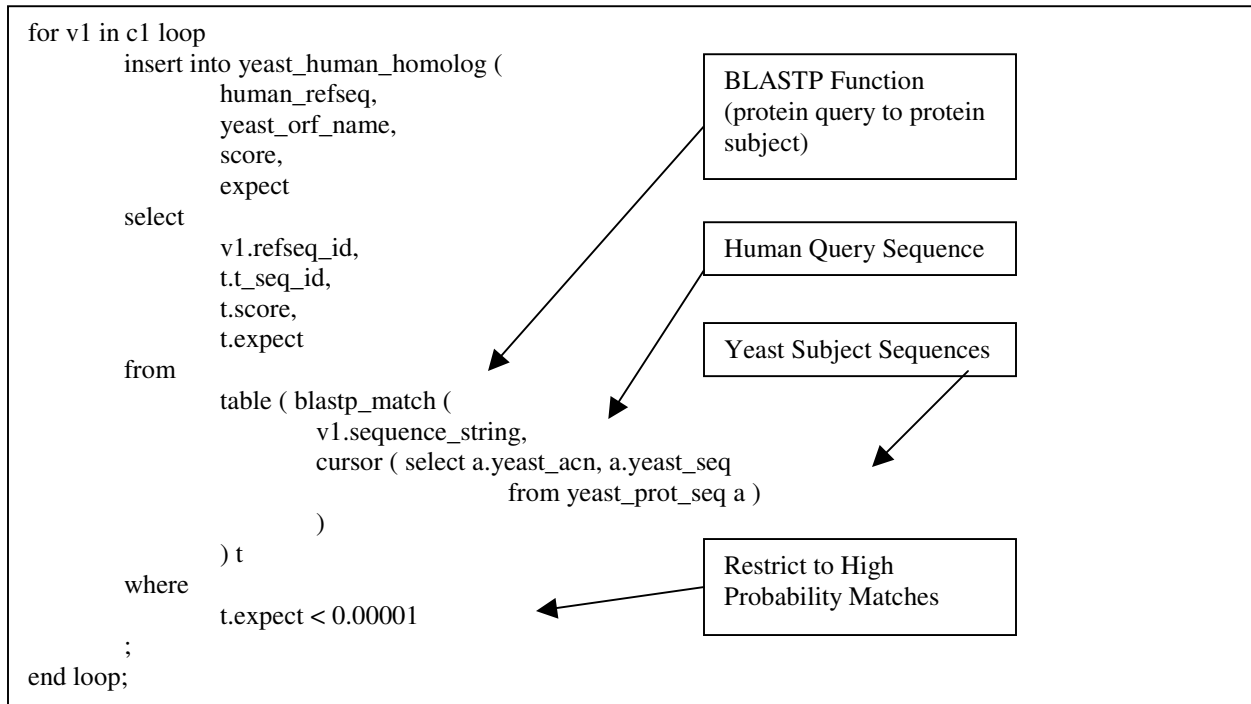 for v1 in c1 loop
insert into yeast_human_homolog (
human_refseq,
yeast_orf_name,
score,
expect
select
v1.refseq_id,
t.t_seq_id,
t.score,
t.expect
from
table ( blastp_match (
v1.sequence_string,
cursor ( select a.yeast_acn, a.yeast_seq
from yeast_prot_seq a )
)
) t
where
t.expect < 0.00001
;
end loop;
BLASTP Function
(protein query to protein
subject)
Human Query Sequence
Yeast Subject Sequences
Restrict to High
Probability Matches